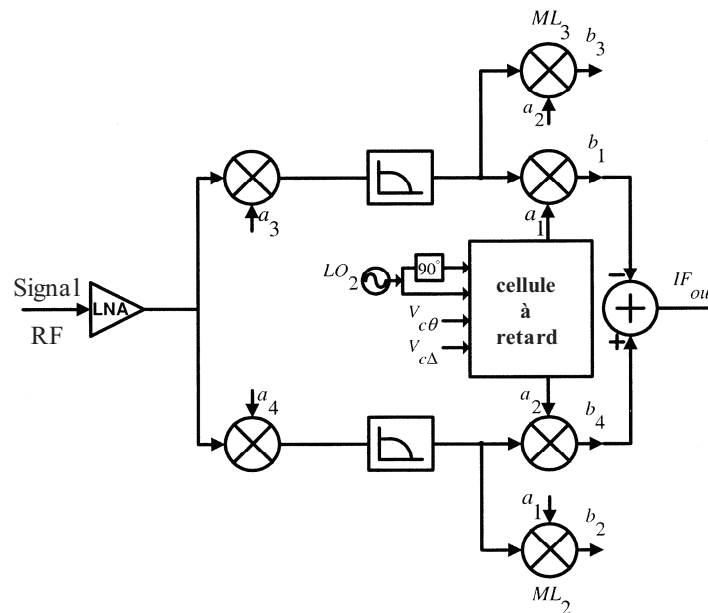 ML3
b3
a2
b1
a3
a1
LO2
90°
cellule
à
retard
Vcθ
VcΔ
Signal
RF
LNA
−
+
+
IFout
a4
a2
b4
a1
b2
ML2